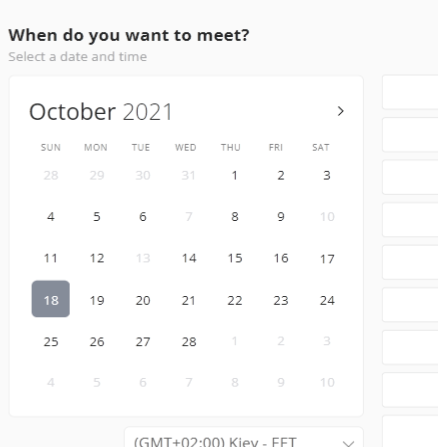 When do you want to meet?
Select a date and time
October 2021
SUN MON TUE WED THU FRI SAT
28 29 30 31 1 2 3
4 5 6 7 8 9 10
11 12 13 14 15 16 17
18 19 20 21 22 23 24
25 26 27 28 1 2 3
4 5 6 7 8 9 10
(GMT+02:00) Kiev - EET